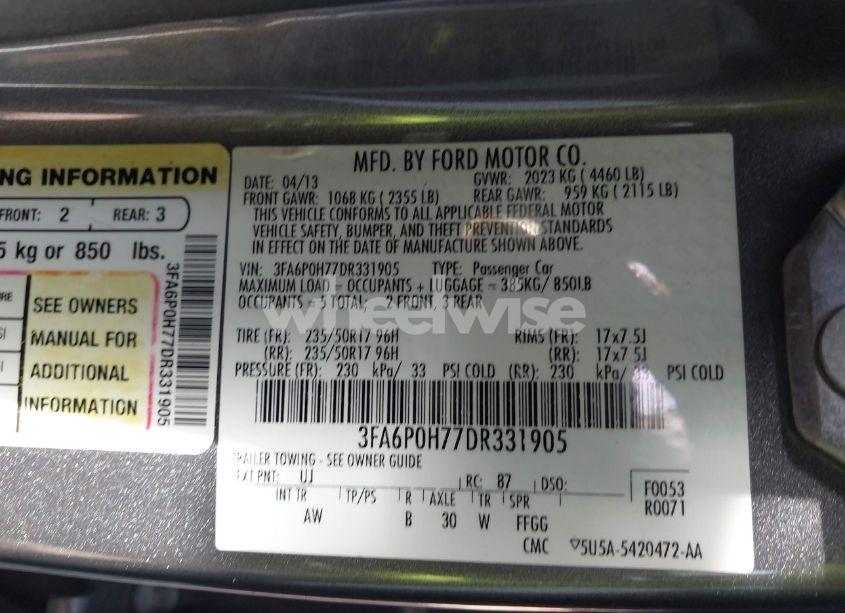 NG INFORMATION
FRONT: 2 REAR: 3
5 kg or 850 lbs.
SEE OWNERS
MANUAL FOR
ADDITIONAL
INFORMATION
3FA6P0H77DR331905
MFD. BY FORD MOTOR CO.
DATE: 04/13 GVWR: 2023 KG ( 4460 LB)
FRONT GAWR: 1068 KG ( 2355 LB) REAR GAWR: 959 KG ( 2115 LB)
THIS VEHICLE CONFORMS TO ALL APPLICABLE FEDERAL MOTOR
VEHICLE SAFETY, BUMPER, AND THEFT PREVENTION STANDARDS
IN EFFECT ON THE DATE OF MANUFACTURE SHOWN ABOVE.
VIN: 3FA6P0H77DR331905 TYPE: Passenger Car
MAXIMUM LOAD = OCCUPANTS + LUGGAGE = 385KG/ 850LB
OCCUPANTS = 5 TOTAL: 2 FRONT, 3 REAR
wheelwise
TIRE (FR): 235/50R17 96H RIMS (FR): 17x7.5J
(RR): 235/50R17 96H (RR): 17x7.5J
PRESSURE (FR): 230 kPa/ 33 PSI COLD (RR): 230 kPa/ 33 PSI COLD
3FA6P0H77DR331905
TRAILER TOWING - SEE OWNER GUIDE
EXT PNT: UJ RC: 87 DSO: F0053
INT TR TP/PS R AXLE TR SPR R0071
AW B 30 W FFGG
CMC 5U5A-5420472-AA